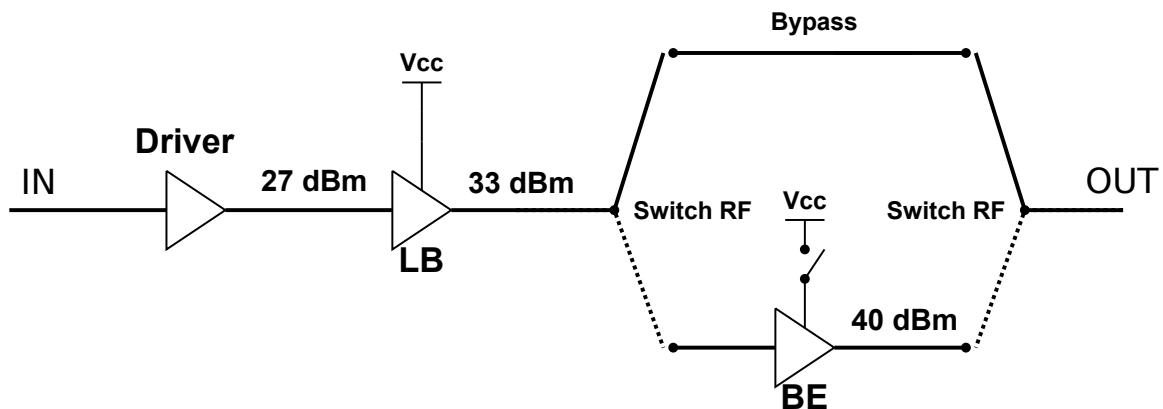 Bypass
Vcc
Driver
IN
27 dBm
33 dBm
LB
Switch RF
Vcc
Switch RF
OUT
40 dBm
BE